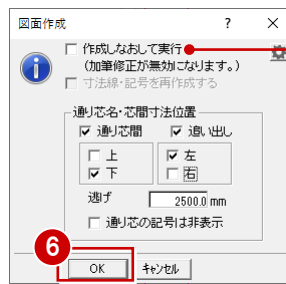 図面作成 ? ×
作成しなおして実行
(加筆修正が無効になります。)
寸法線・記号を再作成する
通り芯名・芯間寸法位置
通り芯間 追い出し
上 左
下 右
逃げ 2500.0 mm
通り芯の記号は非表示
6
OK キャンセル